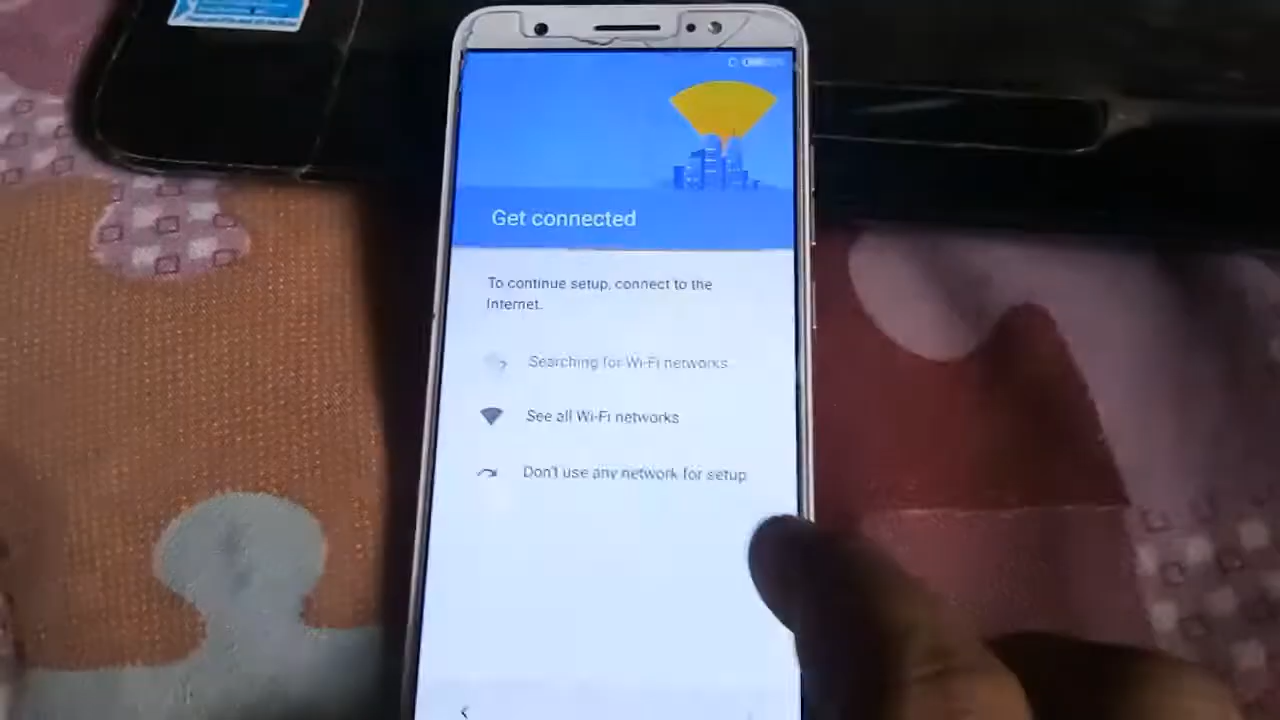 Get connected
To continue setup, connect to the
Internet.
Searching for Wi-Fi networks
See all Wi-Fi networks
Don't use any network for setup